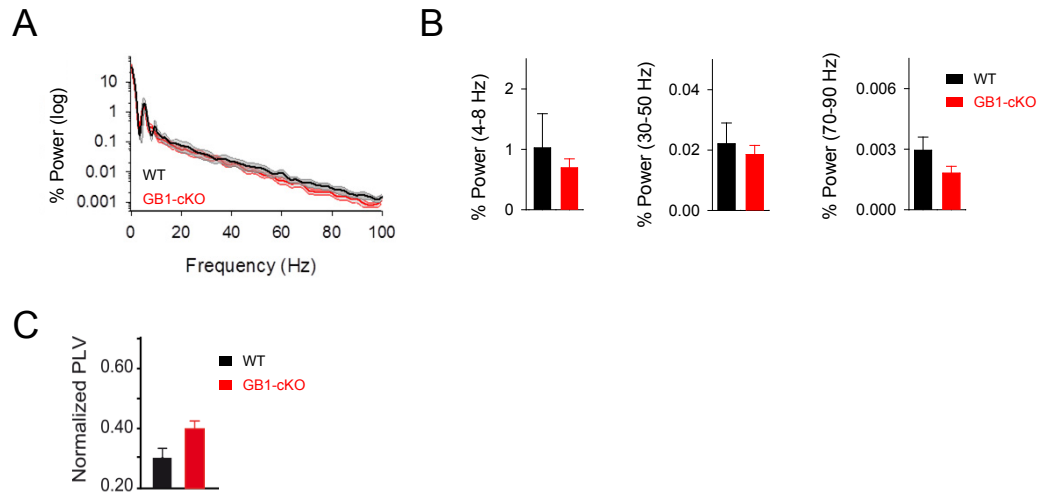 A
% Power (log)
10
1
0.1
0.01
0.001
WT
GB1-cKO
0
20
40
60
80
100
Frequency (Hz)
B
% Power (4-8 Hz)
2
1
0
% Power (30-50 Hz)
0.04
0.02
0.00
% Power (70-90 Hz)
0.006
0.003
0.000
WT
GB1-cKO
C
Normalized PLV
0.60
0.40
0.20
WT
GB1-cKO